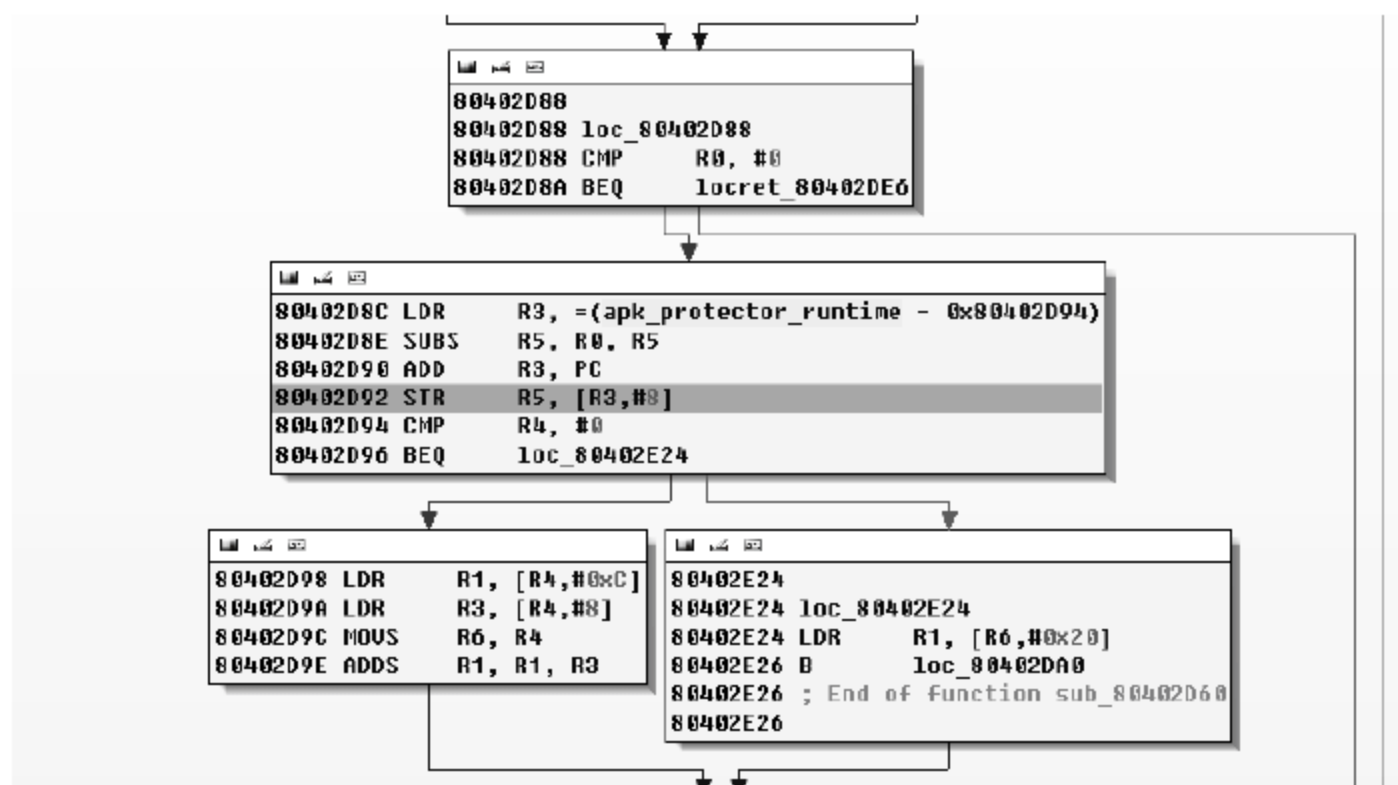 80402D88
80402D88 loc_80402D88
80402D88 CMP R0, #0
80402D8A BEQ locret_80402DE6
80402D8C LDR R3, =(apk_protector_runtime - 0x80402D94)
80402D8E SUBS R5, R0, R5
80402D90 ADD R3, PC
80402D92 STR R5, [R3,#8]
80402D94 CMP R4, #0
80402D96 BEQ loc_80402E24
80402D98 LDR R1, [R4,#0xC]
80402D9A LDR R3, [R4,#8]
80402D9C MOVS R6, R4
80402D9E ADDS R1, R1, R3
80402E24
80402E24 loc_80402E24
80402E24 LDR R1, [R6,#0x20]
80402E26 B loc_80402DA0
80402E26 ; End of function sub_80402D60
80402E26